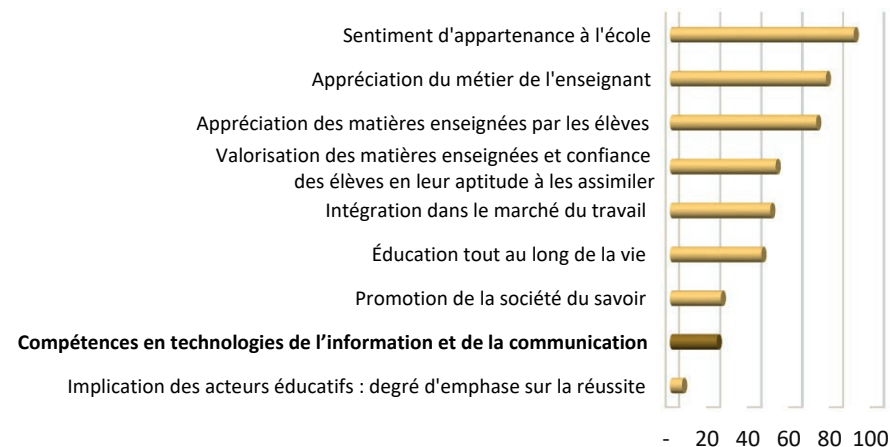 Sentiment d'appartenance à l'école
Appréciation du métier de l'enseignant
Appréciation des matières enseignées par les élèves
Valorisation des matières enseignées et confiance
des élèves en leur aptitude à les assimiler
Intégration dans le marché du travail
Éducation tout au long de la vie
Promotion de la société du savoir
Compétences en technologies de l’information et de la communication
Implication des acteurs éducatifs : degré d'emphase sur la réussite
- 20 40 60 80 100